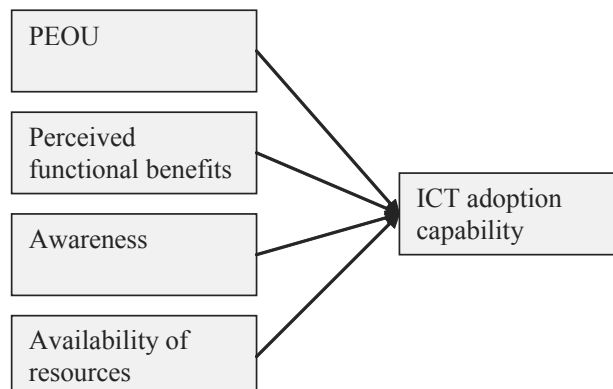 PEOU
Perceived
functional benefits
Awareness
Availability of
resources
ICT adoption
capability